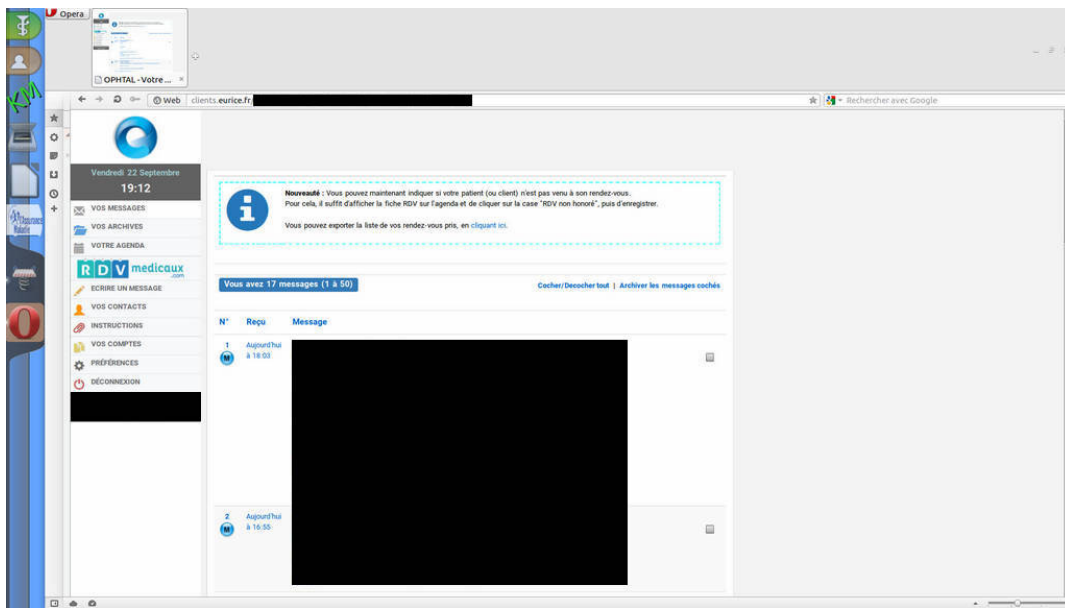 Opera
OPHTAL - Votre ...
Web
clients.eurice.fr/
Rechercher avec Google
KM
Assurance
Maladie
Vendredi 22 Septembre
19:12
VOS MESSAGES
VOS ARCHIVES
VOTRE AGENDA
RDV medicaux
.com
ECRIRE UN MESSAGE
VOS CONTACTS
INSTRUCTIONS
VOS COMPTES
PRÉFÉRENCES
DÉCONNEXION
Nouveauté : Vous pouvez maintenant indiquer si votre patient (ou client) n'est pas venu à son rendez-vous.
Pour cela, il suffit d'afficher la fiche RDV sur l'agenda et de cliquer sur la case "RDV non honoré", puis d'enregistrer.
Vous pouvez exporter la liste de vos rendez-vous pris, en cliquant ici.
Vous avez 17 messages (1 à 50)
Cocher/Decocher tout | Archiver les messages cochés
N° Reçu Message
1 Aujourd'hui
M à 18:03
2 Aujourd'hui
M à 16:55